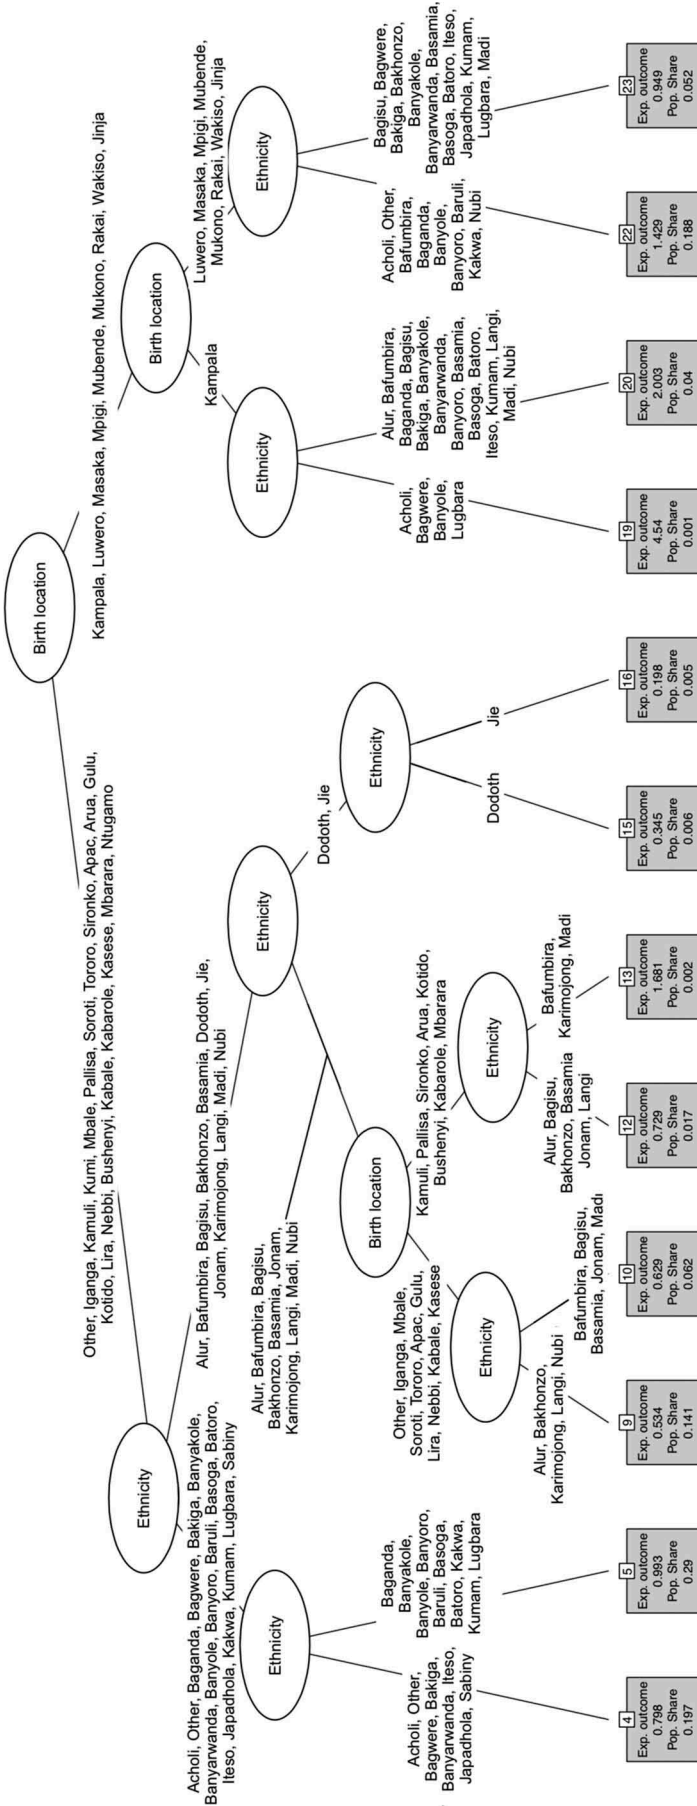 Birth location
Other, Iganga, Kamuli, Kumi, Mbale, Pallisa, Soroti, Tororo, Sironko, Apac, Arua, Gulu,
Kotido, Lira, Nebbi, Bushenyi, Kabale, Kabarole, Kasese, Mbarara, Ntugamo
Kampala, Luwero, Masaka, Mpigi, Mubende, Mukono, Rakai, Wakiso, Jinja
Ethnicity
Birth location
Acholi, Other, Baganda, Bagwere, Bakiga, Banyakole,
Banyarwanda, Banyole, Banyoro, Baruli, Basoga, Batoro,
Iteso, Japadhola, Kakwa, Kumam, Lugbara, Sabiny
Alur, Bafumbira, Bagisu, Bakhonzo, Basamia, Dodoth, Jie,
Jonam, Karimojong, Langi, Madi, Nubi
Kampala
Luwero, Masaka, Mpigi, Mubende,
Mukono, Rakai, Wakiso, Jinja
Ethnicity
Ethnicity
Ethnicity
Ethnicity
Alur, Bafumbira, Bagisu,
Bakhonzo, Basamia, Jonam,
Karimojong, Langi, Madi, Nubi
Dodoth, Jie
Birth location
Ethnicity
Other, Iganga, Mbale,
Soroti, Tororo, Apac, Gulu,
Lira, Nebbi, Kabale, Kasese
Kamuli, Pallisa, Sironko, Arua, Kotido,
Bushenyi, Kabarole, Mbarara
Ethnicity
Ethnicity
Acholi, Other,
Bagwere, Bakiga,
Banyarwanda, Iteso,
Japadhola, Sabiny
Baganda,
Banyakole,
Banyole, Banyoro,
Baruli, Basoga,
Batoro, Kakwa,
Kumam, Lugbara
Alur, Bakhonzo,
Karimojong, Langi, Nubi
Bafumbira, Bagisu,
Basamia, Jonam, Madi
Alur, Bagisu,
Bakhonzo, Basamia
Jonam, Langi
Bafumbira,
Karimojong, Madi
Dodoth
Jie
Acholi,
Bagwere,
Banyole,
Lugbara
Alur, Bafumbira,
Baganda, Bagisu,
Bakiga, Banyakole,
Banyarwanda,
Banyoro, Basamia,
Basoga, Batoro,
Iteso, Kumam, Langi,
Madi, Nubi
Acholi, Other,
Bafumbira,
Baganda,
Banyole,
Banyoro, Baruli,
Kakwa, Nubi
Bagisu, Bagwere,
Bakiga, Bakhonzo,
Banyakole,
Banyarwanda, Basamia,
Basoga, Batoro, Iteso,
Japadhola, Kumam,
Lugbara, Madi
4
Exp. outcome
0.798
Pop. Share
0.197
5
Exp. outcome
0.993
Pop. Share
0.29
9
Exp. outcome
0.534
Pop. Share
0.141
10
Exp. outcome
0.629
Pop. Share
0.062
12
Exp. outcome
0.729
Pop. Share
0.017
13
Exp. outcome
1.681
Pop. Share
0.002
15
Exp. outcome
0.345
Pop. Share
0.006
16
Exp. outcome
0.198
Pop. Share
0.005
19
Exp. outcome
4.54
Pop. Share
0.001
20
Exp. outcome
2.003
Pop. Share
0.04
22
Exp. outcome
1.429
Pop. Share
0.188
23
Exp. outcome
0.949
Pop. Share
0.052